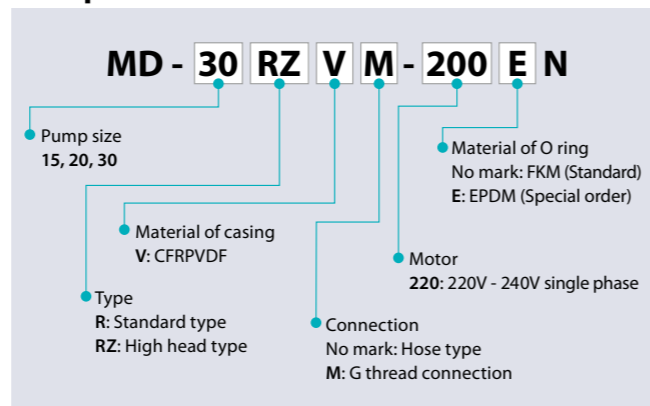 MD - 30 RZ V M - 200 E N
Pump size
15, 20, 30
Material of O ring
No mark: FKM (Standard)
E: EPDM (Special order)
Material of casing
V: CFRPVDF
Motor
220: 220V - 240V single phase
Type
R: Standard type
RZ: High head type
Connection
No mark: Hose type
M: G thread connection